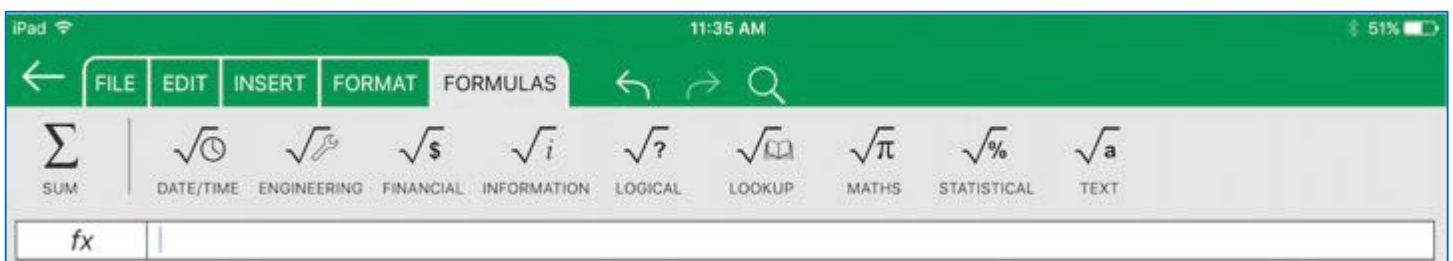 iPad 11:35 AM 51%
FILE EDIT INSERT FORMAT FORMULAS
Σ √ √ √$ √i √? √ √π √% √a
SUM DATE/TIME ENGINEERING FINANCIAL INFORMATION LOGICAL LOOKUP MATHS STATISTICAL TEXT
fx